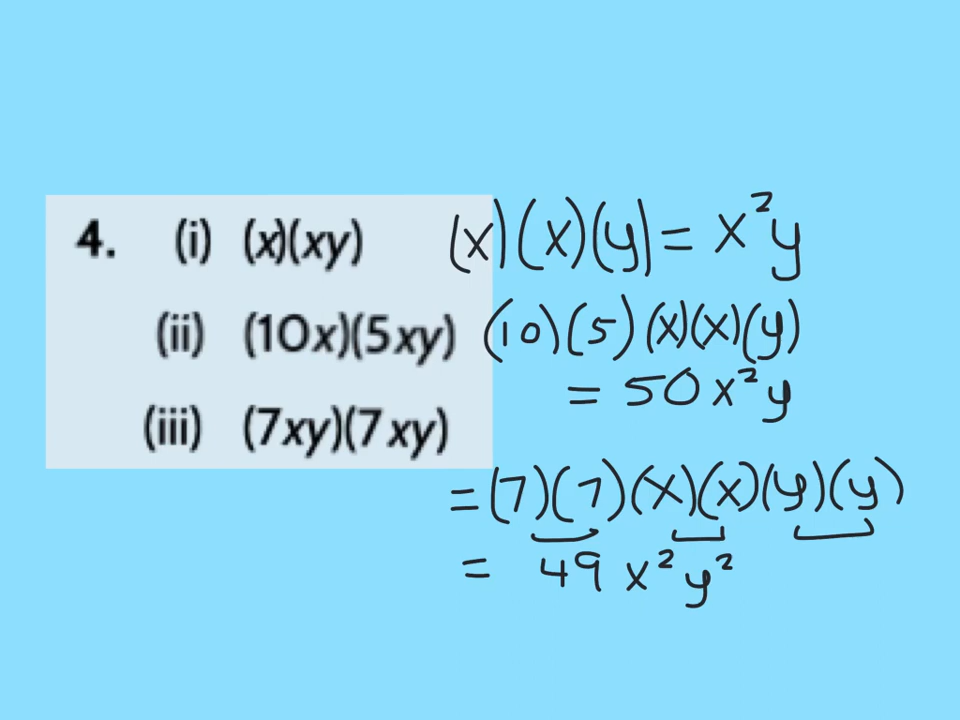 4. (i) (x)(xy) (x)(x)(y) = x²y
(ii) (10x)(5xy) (10)(5)(x)(x)(y)
= 50x²y
(iii) (7xy)(7xy)
= (7)(7)(x)(x)(y)(y)
= 49x²y²